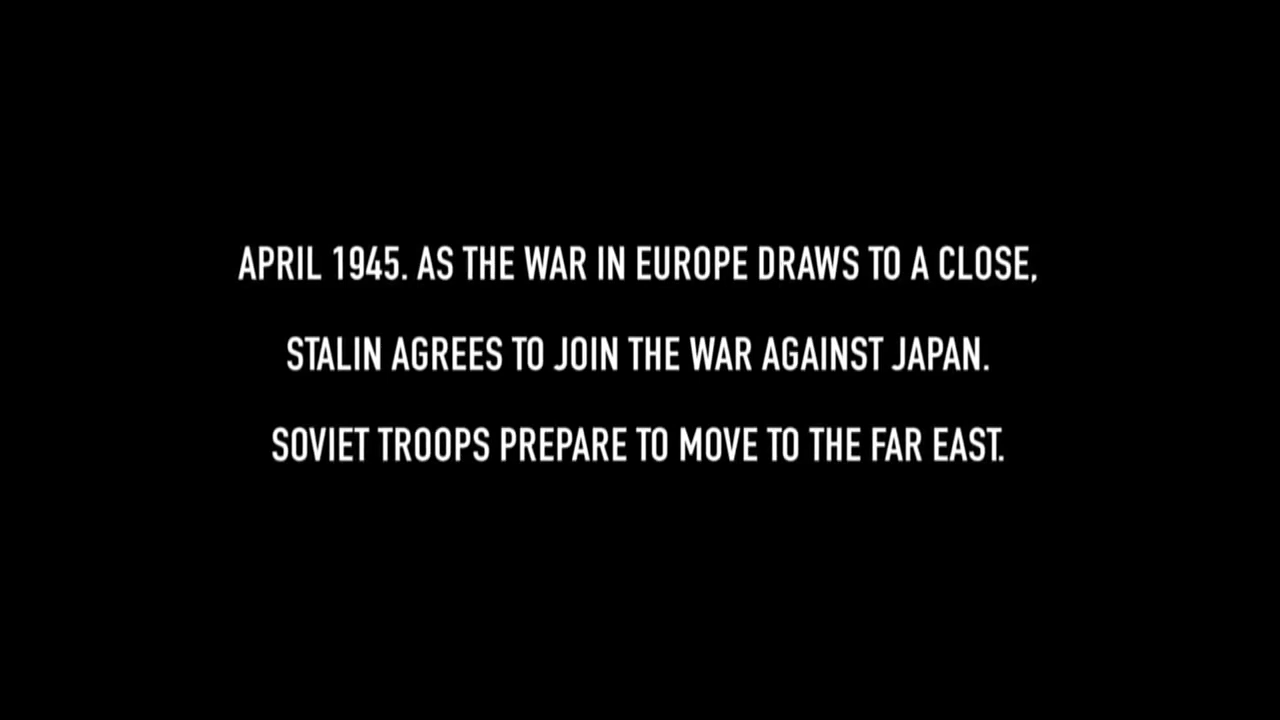 APRIL 1945. AS THE WAR IN EUROPE DRAWS TO A CLOSE,
STALIN AGREES TO JOIN THE WAR AGAINST JAPAN.
SOVIET TROOPS PREPARE TO MOVE TO THE FAR EAST.